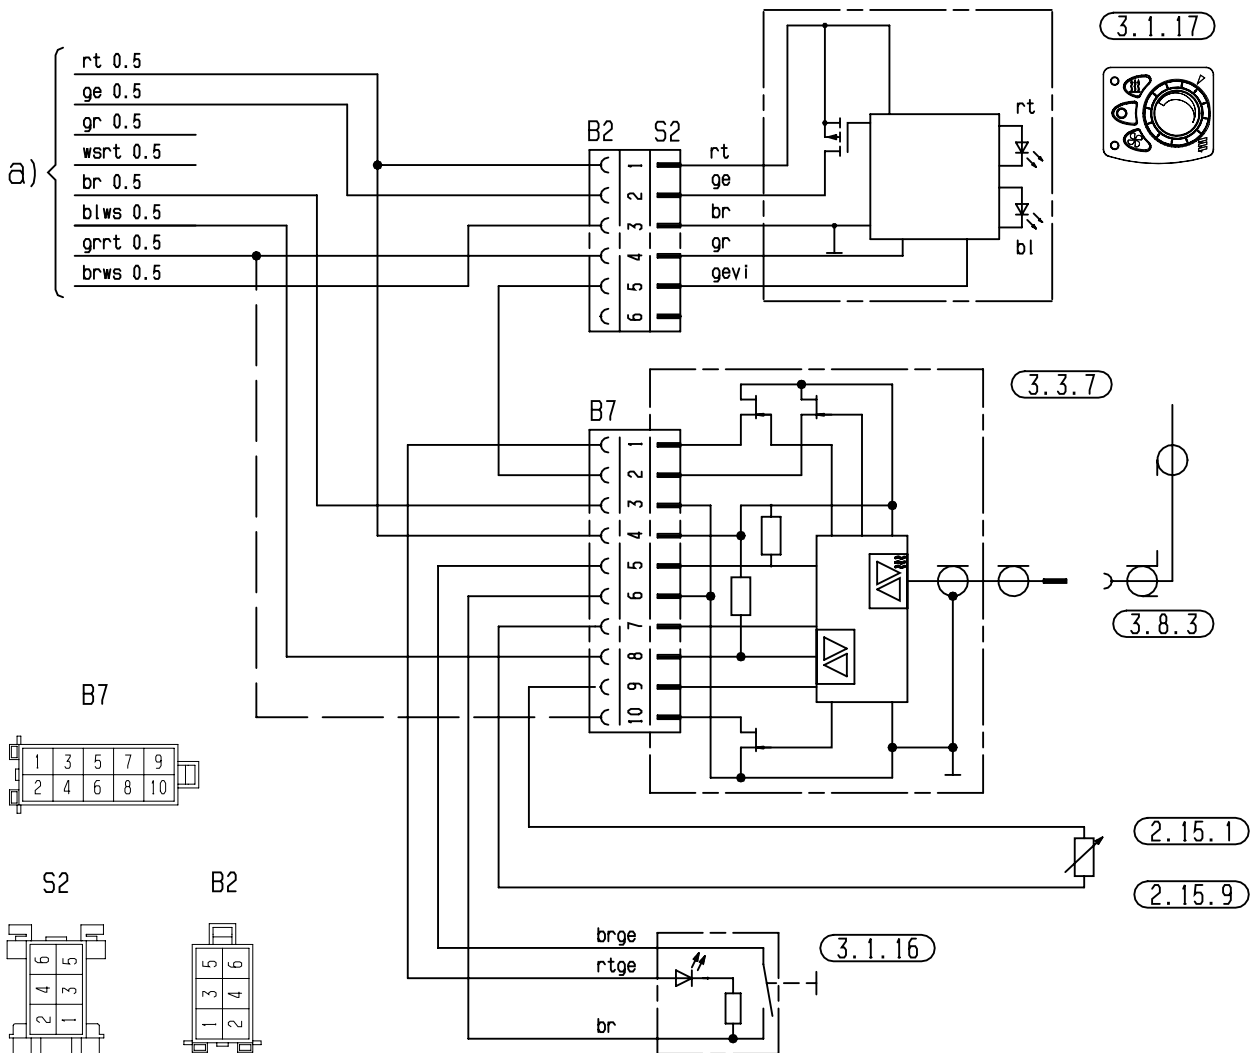 3.1.17
rt 0.5
ge 0.5
gr 0.5
wsrt 0.5
a)
br 0.5
blws 0.5
grrt 0.5
brws 0.5
B2 S2
1
2
3
4
5
6
rt
ge
br
gr
gevi
rt
bl
3.3.7
B7
1
2
3
4
5
6
7
8
9
10
3.8.3
B7
1 3 5 7 9
2 4 6 8 10
2.15.1
2.15.9
S2
6 5
4 3
2 1
B2
5 6
3 4
1 2
brge
rtge
br
3.1.16